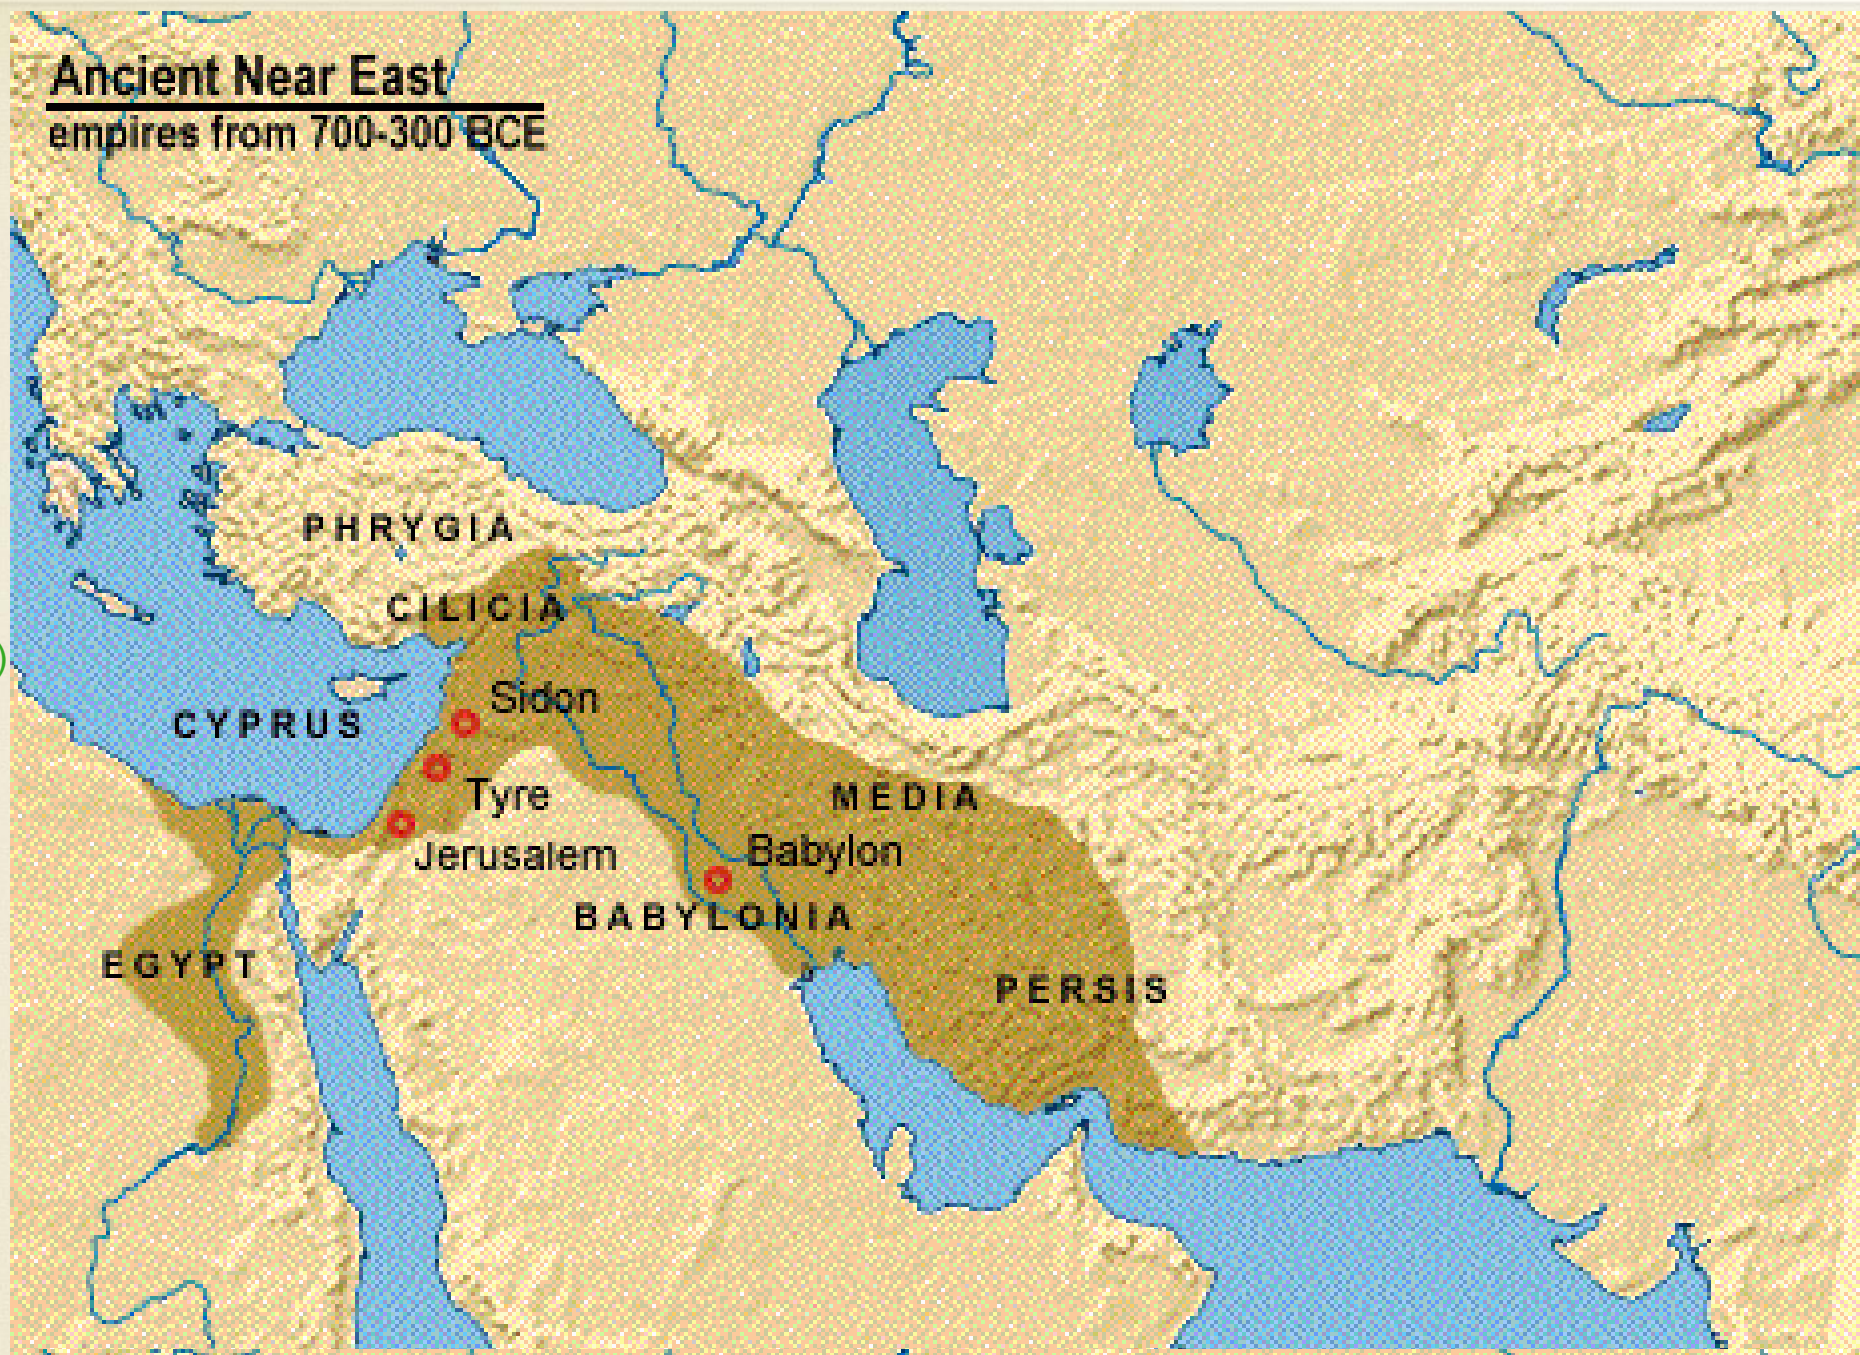 Ancient Near East
empires from 700-300 BCE
PHRYGIA
CILICIA
Sidon
CYPRUS
Tyre
MEDIA
Jerusalem
Babylon
BABYLONIA
EGYPT
PERSIS
)